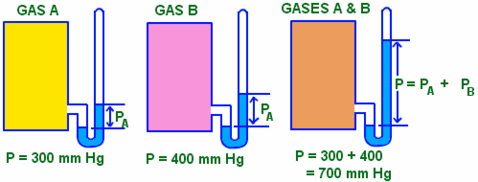 GAS A
P_A
P = 300 mm Hg
GAS B
P_A
P = 400 mm Hg
GASES A & B
P = P_A + P_B
P = 300 + 400
= 700 mm Hg